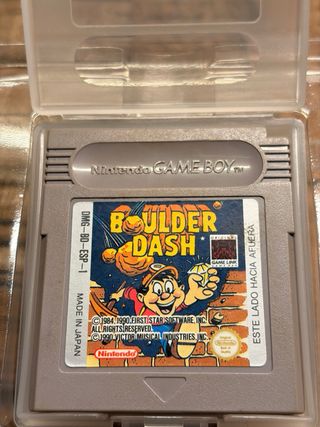 Nintendo GAME BOY™
BOULDER
DASH
GAME LINK
DMG-BD-ESP-1
MADE IN JAPAN
ESTE LADO HACIA AFUERA
©1984,1990,FIRST STAR SOFTWARE, INC.
ALL RIGHTS RESERVED.
©1990,VICTOR MUSICAL INDUSTRIES, INC.
Nintendo